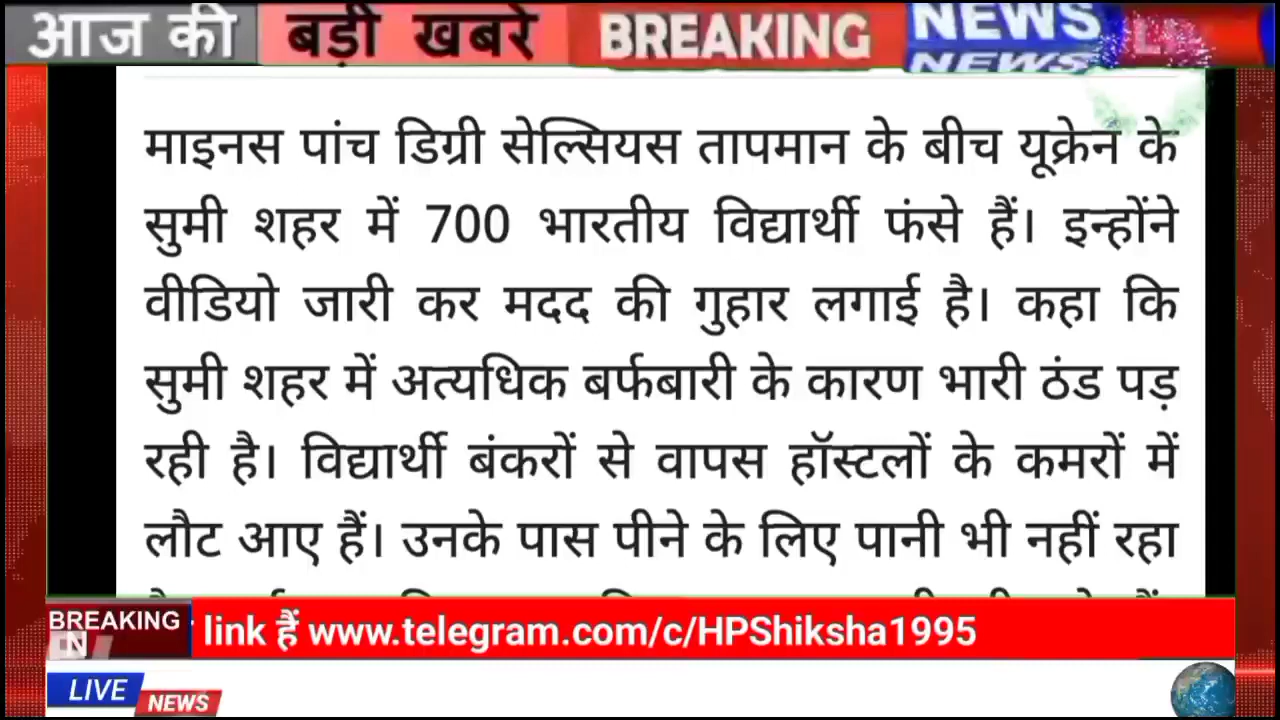 आज की बड़ी खबरे BREAKING NEWS
माइनस पांच डिग्री सेल्सियस तापमान के बीच यूक्रेन के
सुमी शहर में 700 भारतीय विद्यार्थी फंसे हैं। इन्होंने
वीडियो जारी कर मदद की गुहार लगाई है। कहा कि
सुमी शहर में अत्यधिक बर्फबारी के कारण भारी ठंड पड़
रही है। विद्यार्थी बंकरों से वापस हॉस्टलों के कमरों में
लौट आए हैं। उनके पास पीने के लिए पानी भी नहीं रहा
BREAKING
link हैं www.telegram.com/c/HPShiksha1995
LIVE
NEWS